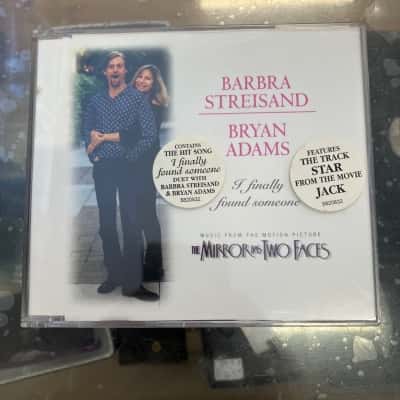 BARBRA
STREISAND
BRYAN
ADAMS
I finally
found someone
CONTAINS
THE HIT SONG
I finally
found someone
DUET WITH
BARBRA STREISAND
& BRYAN ADAMS
FEATURES
THE TRACK
STAR
FROM THE MOVIE
JACK
MUSIC FROM THE MOTION PICTURE
THE MIRROR HAS TWO FACES